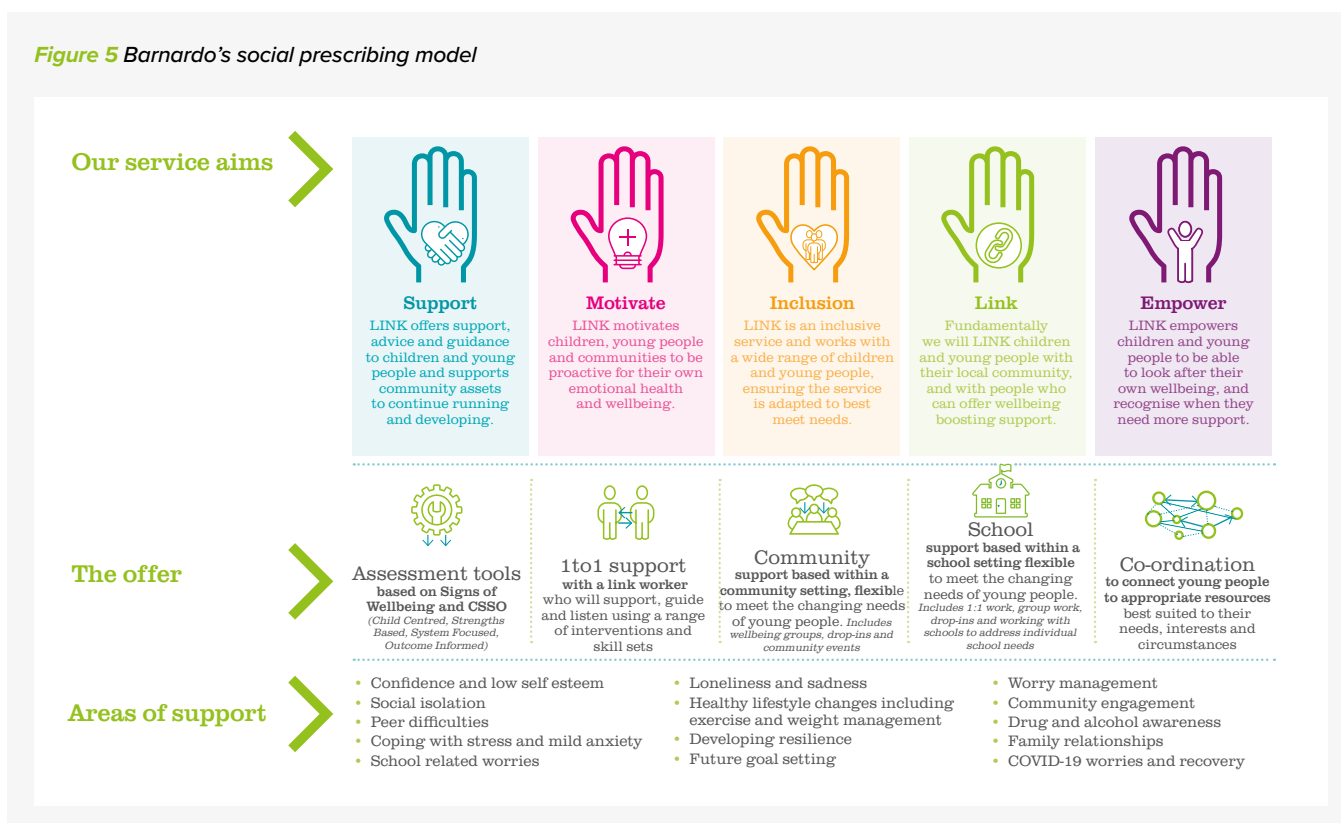 Figure 5 Barnardo's social prescribing model
Our service aims
Support
LINK offers support,
advice and guidance
to children and young
people and supports
community assets
to continue running
and developing.
Motivate
LINK motivates
children, young people
and communities to be
proactive for their own
emotional health
and wellbeing.
Inclusion
LINK is an inclusive
service and works with
a wide range of children
and young people,
ensuring the service
is adapted to best
meet needs.
Link
Fundamentally
we will LINK children
and young people with
their local community,
and with people who
can offer wellbeing
boosting support.
Empower
LINK empowers
children and young
people to be able
to look after their
own wellbeing, and
recognise when they
need more support.
The offer
Assessment tools
based on Signs of
Wellbeing and CSSO
(Child Centred, Strengths
Based, System Focused,
Outcome Informed)
1to1 support
with a link worker
who will support, guide
and listen using a range
of interventions and
skill sets
Community
support based within a
community setting, flexible
to meet the changing needs
of young people. Includes
wellbeing groups, drop-ins and
community events
School
support based within a
school setting flexible
to meet the changing
needs of young people.
Includes 1:1 work, group work,
drop-ins and working with
schools to address individual
school needs
Co-ordination
to connect young people
to appropriate resources
best suited to their
needs, interests and
circumstances
Areas of support
• Confidence and low self esteem
• Social isolation
• Peer difficulties
• Coping with stress and mild anxiety
• School related worries
• Loneliness and sadness
• Healthy lifestyle changes including
exercise and weight management
• Developing resilience
• Future goal setting
• Worry management
• Community engagement
• Drug and alcohol awareness
• Family relationships
• COVID-19 worries and recovery